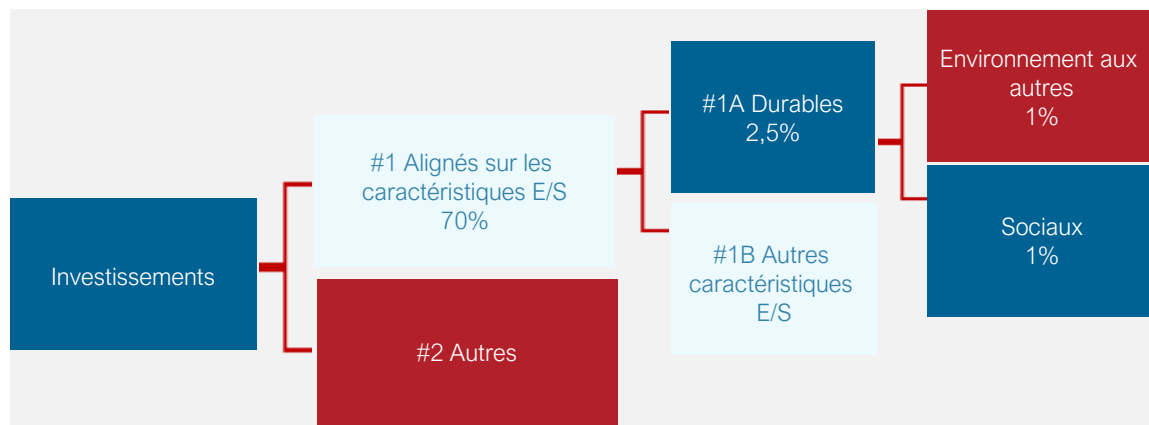 Investissements
#1 Alignés sur les
caractéristiques E/S
70%
#2 Autres
#1A Durables
2,5%
#1B Autres
caractéristiques
E/S
Environnement aux
autres
1%
Sociaux
1%